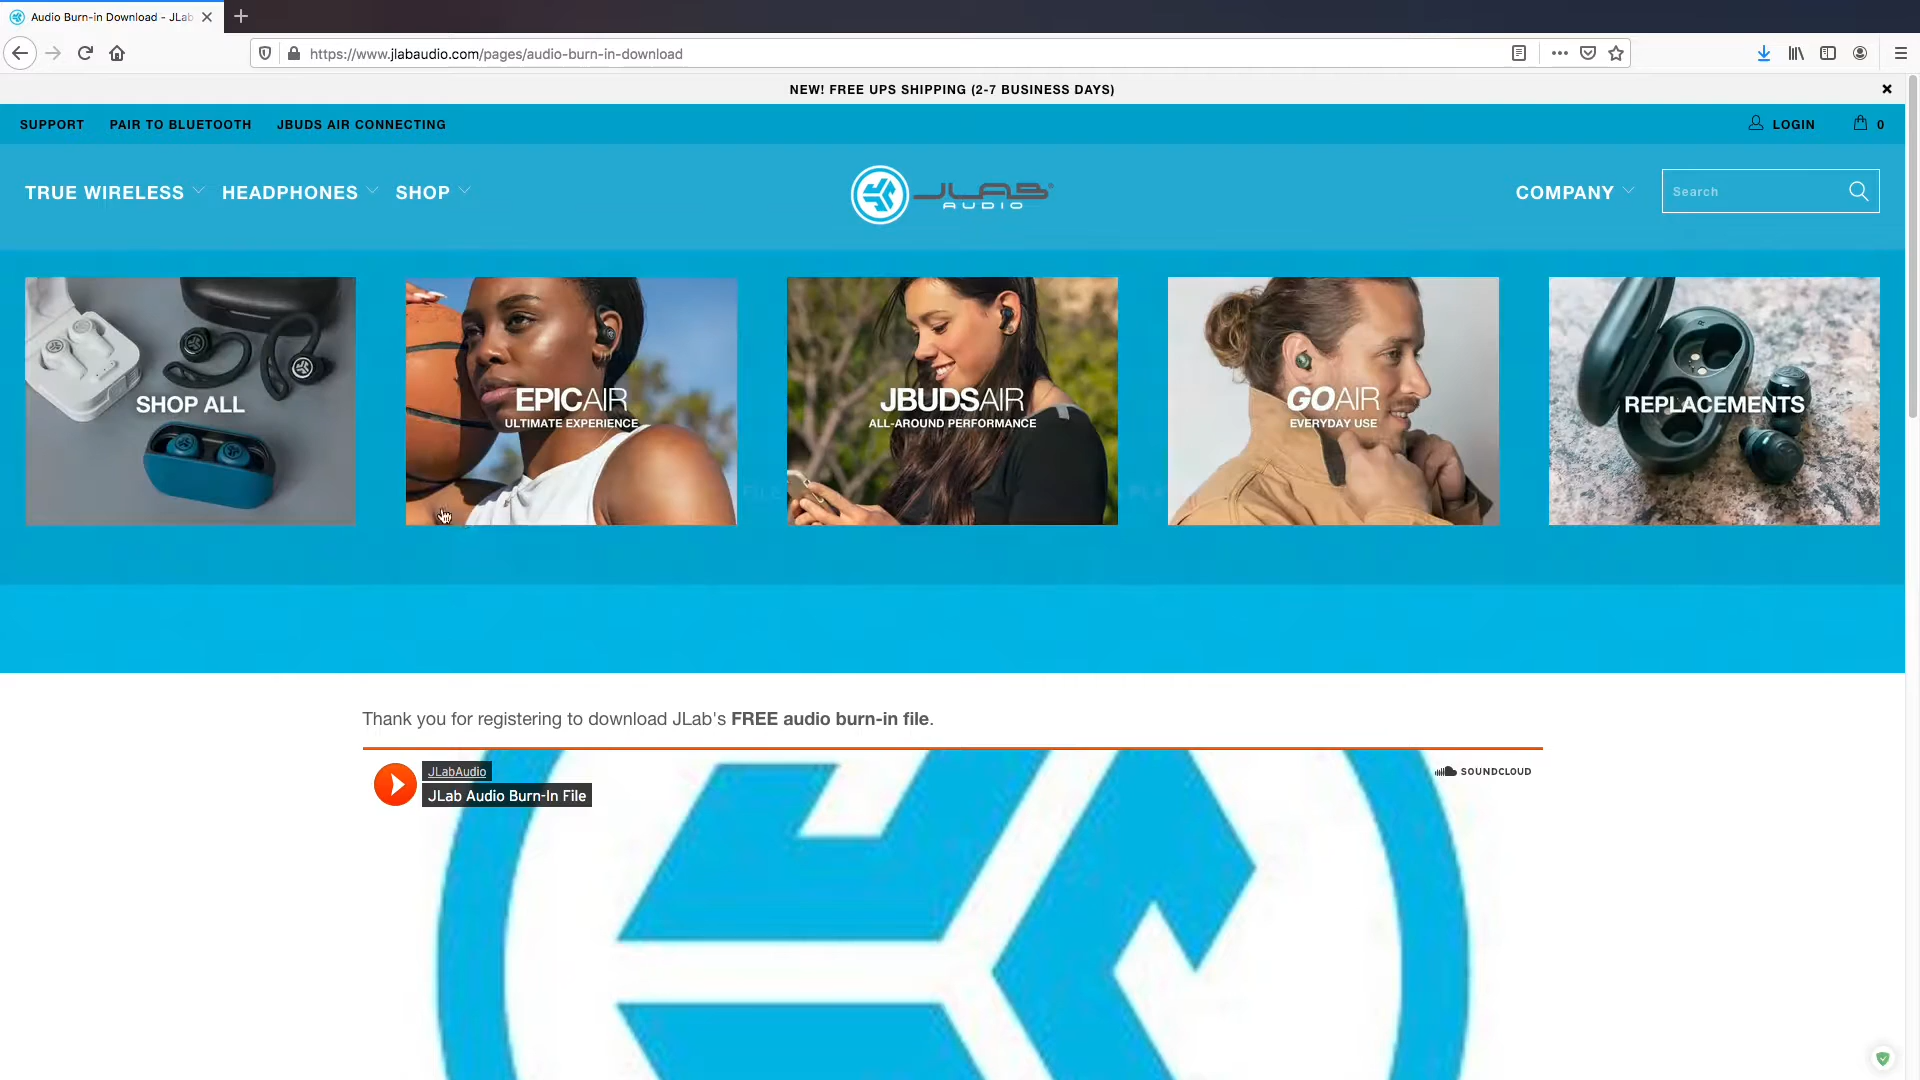 Audio Burn-in Download - JLab
https://www.jlabaudio.com/pages/audio-burn-in-download
NEW! FREE UPS SHIPPING (2-7 BUSINESS DAYS)
SUPPORT PAIR TO BLUETOOTH JBUDS AIR CONNECTING LOGIN 0
TRUE WIRELESS HEADPHONES SHOP JLAB AUDIO COMPANY Search
SHOP ALL
EPICAIR
ULTIMATE EXPERIENCE
JBUDSAIR
ALL-AROUND PERFORMANCE
GOAIR
EVERYDAY USE
REPLACEMENTS
Thank you for registering to download JLab's FREE audio burn-in file.
JLabAudio
JLab Audio Burn-In File
SOUNDCLOUD